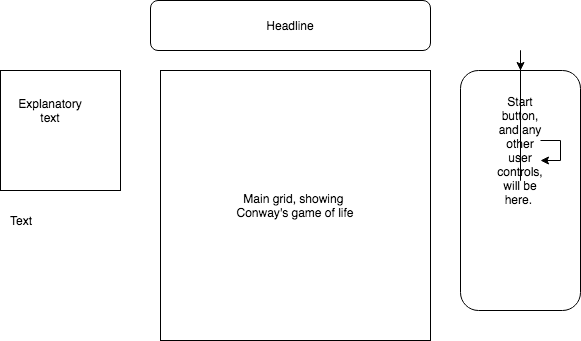 Headline
Explanatory
text
Text
Main grid, showing
Conway's game of life
Start
button,
and any
other
user
controls,
will be
here.